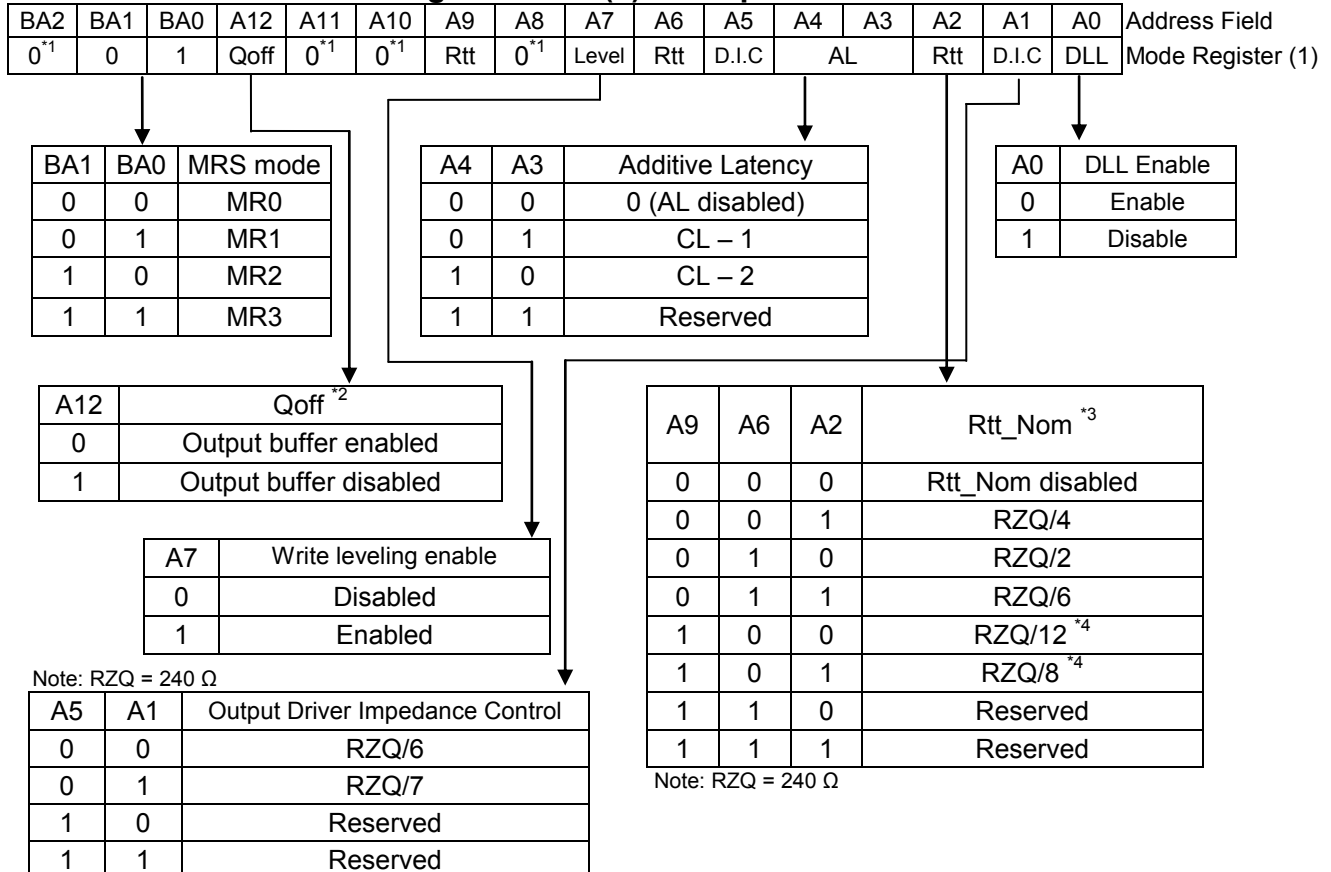 BA2 BA1 BA0 A12 A11 A10 A9 A8 A7 A6 A5 A4 A3 A2 A1 A0 Address Field
0*1 0 1 Qoff 0*1 0*1 Rtt 0*1 Level Rtt D.I.C AL Rtt D.I.C DLL Mode Register (1)
BA1 BA0 MRS mode
0 0 MR0
0 1 MR1
1 0 MR2
1 1 MR3
A4 A3 Additive Latency
0 0 0 (AL disabled)
0 1 CL – 1
1 0 CL – 2
1 1 Reserved
A0 DLL Enable
0 Enable
1 Disable
A12 Qoff *2
0 Output buffer enabled
1 Output buffer disabled
A7 Write leveling enable
0 Disabled
1 Enabled
Note: RZQ = 240 Ω
A5 A1 Output Driver Impedance Control
0 0 RZQ/6
0 1 RZQ/7
1 0 Reserved
1 1 Reserved
A9 A6 A2 Rtt_Nom *3
0 0 0 Rtt_Nom disabled
0 0 1 RZQ/4
0 1 0 RZQ/2
0 1 1 RZQ/6
1 0 0 RZQ/12 *4
1 0 1 RZQ/8 *4
1 1 0 Reserved
1 1 1 Reserved
Note: RZQ = 240 Ω